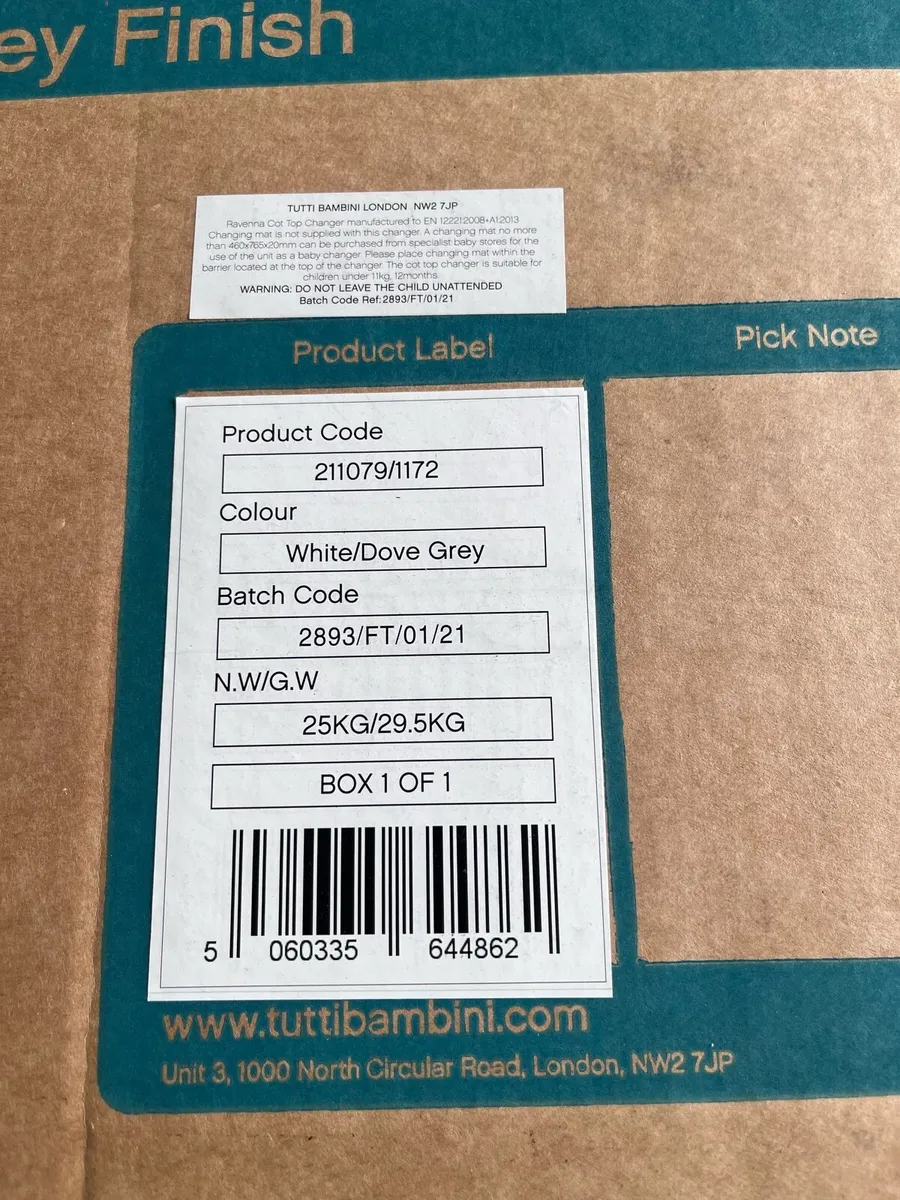 ey Finish
TUTTI BAMBINI LONDON NW2 7JP
Ravenna Cot Top Changer manufactured to EN 12221:2008+A1:2013
Changing mat is not supplied with this changer. A changing mat no more
than 460x765x20mm can be purchased from specialist baby stores for the
use of the unit as a baby changer. Please place changing mat within the
barrier located at the top of the changer. The cot top changer is suitable for
children under 11kg, 12months.
WARNING: DO NOT LEAVE THE CHILD UNATTENDED
Batch Code Ref: 2893/FT/01/21
Product Label
Pick Note
Product Code
211079/1172
Colour
White/Dove Grey
Batch Code
2893/FT/01/21
N.W/G.W
25KG/29.5KG
BOX 1 OF 1
5 060335 644862
www.tuttibambini.com
Unit 3, 1000 North Circular Road, London, NW2 7JP